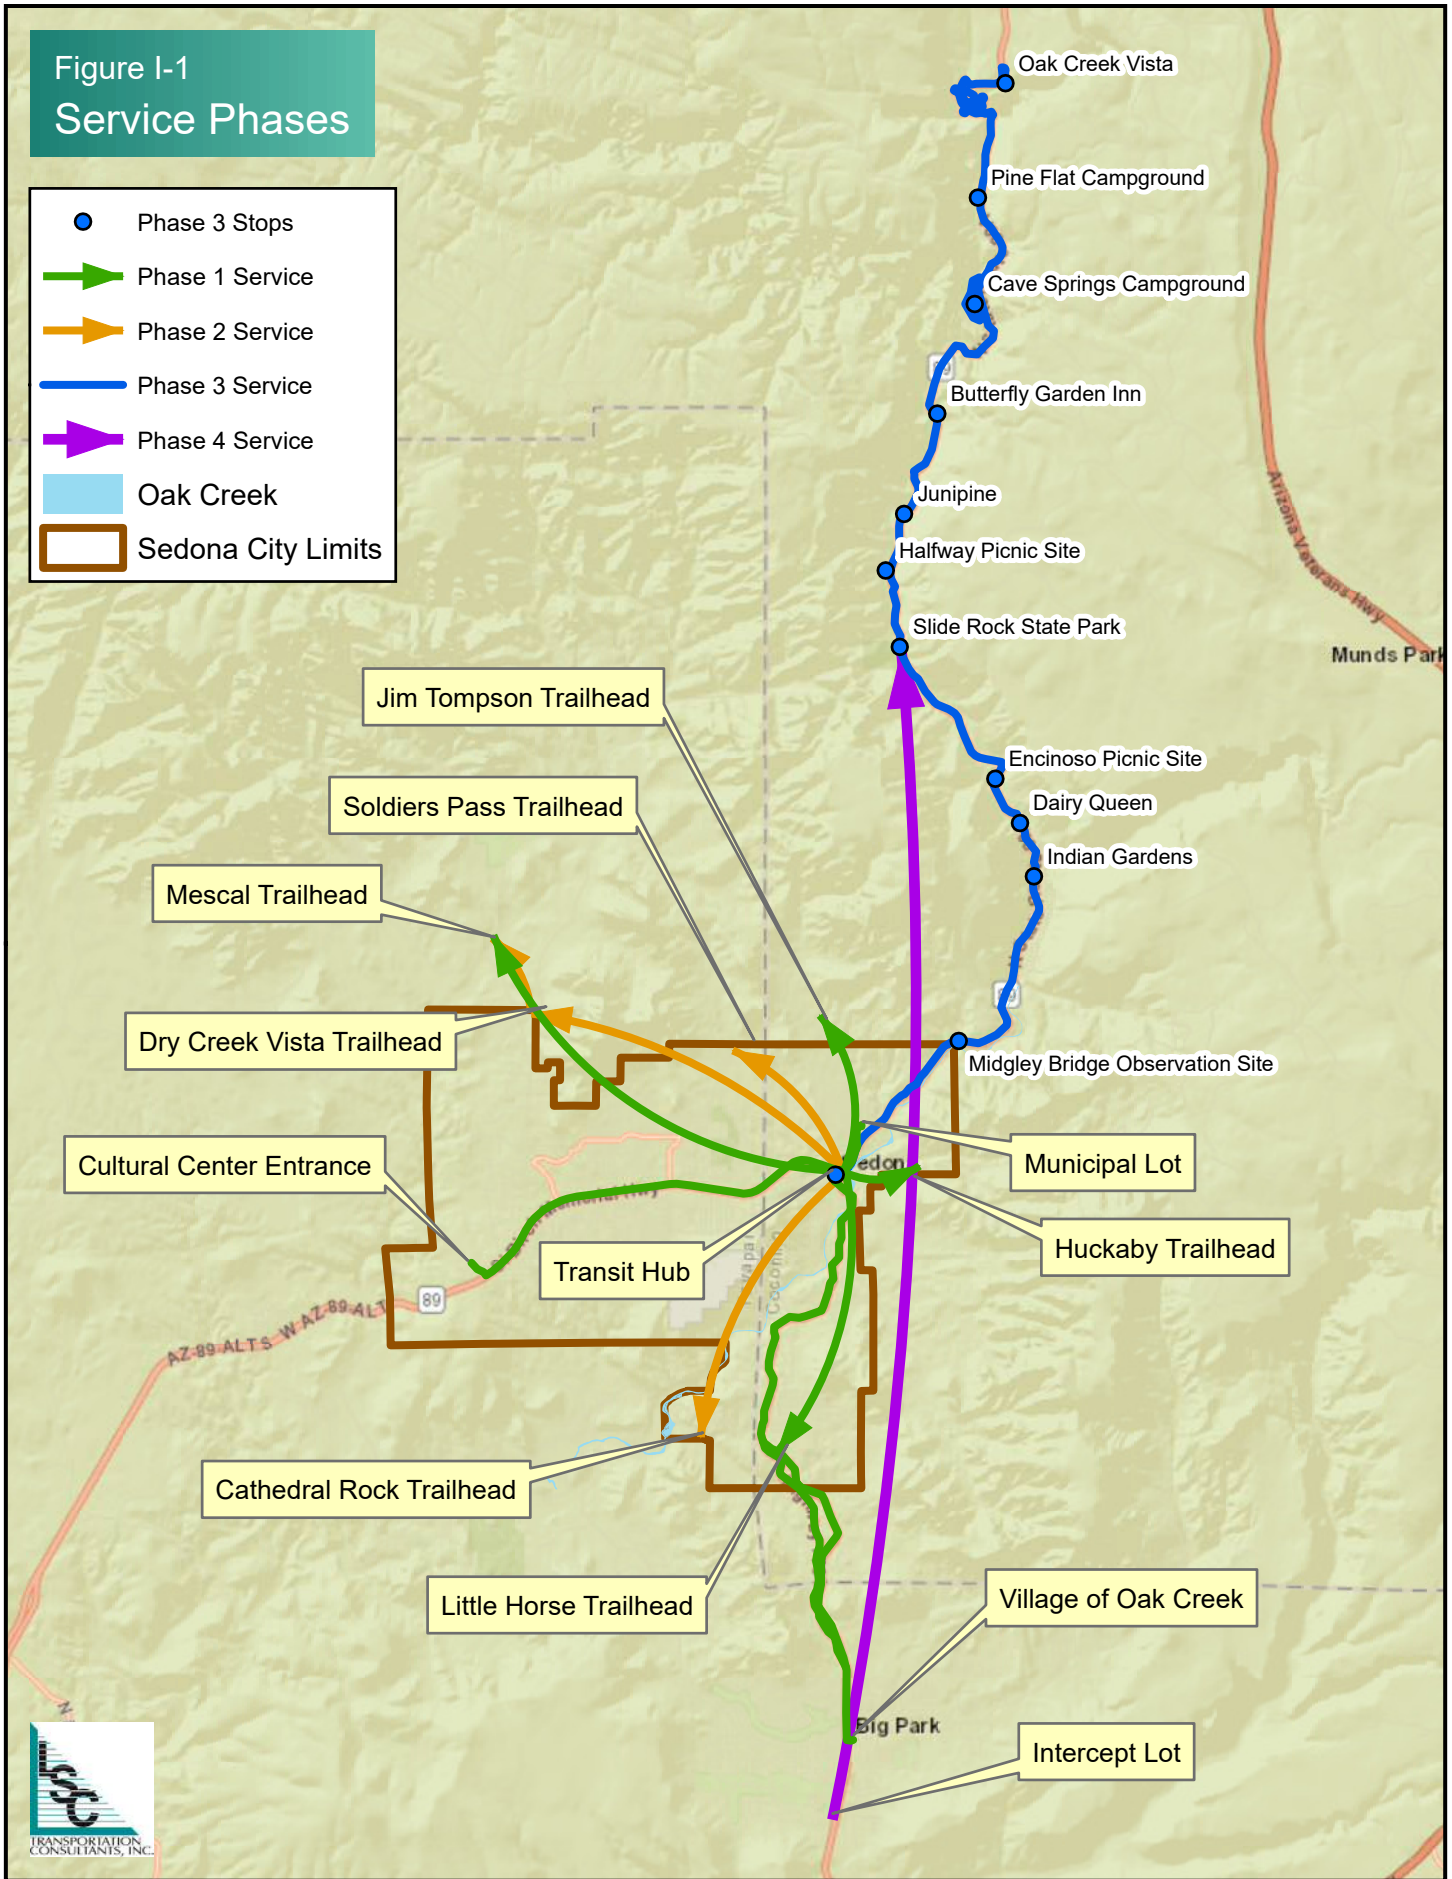 Figure I-1
Service Phases
Phase 3 Stops
Phase 1 Service
Phase 2 Service
Phase 3 Service
Phase 4 Service
Oak Creek
Sedona City Limits
Oak Creek Vista
Pine Flat Campground
Cave Springs Campground
Butterfly Garden Inn
Junipine
Halfway Picnic Site
Slide Rock State Park
Arizona Veterans Hwy
Munds Park
Jim Tompson Trailhead
Soldiers Pass Trailhead
Encinoso Picnic Site
Dairy Queen
Indian Gardens
Mescal Trailhead
Dry Creek Vista Trailhead
89
Midgley Bridge Observation Site
Cultural Center Entrance
edon
Municipal Lot
Huckaby Trailhead
Transit Hub
Memorial Hwy
89
AZ-89 ALT S W AZ 89 ALT
Cathedral Rock Trailhead
Little Horse Trailhead
Village of Oak Creek
Big Park
Intercept Lot
LSC
TRANSPORTATION
CONSULTANTS, INC.